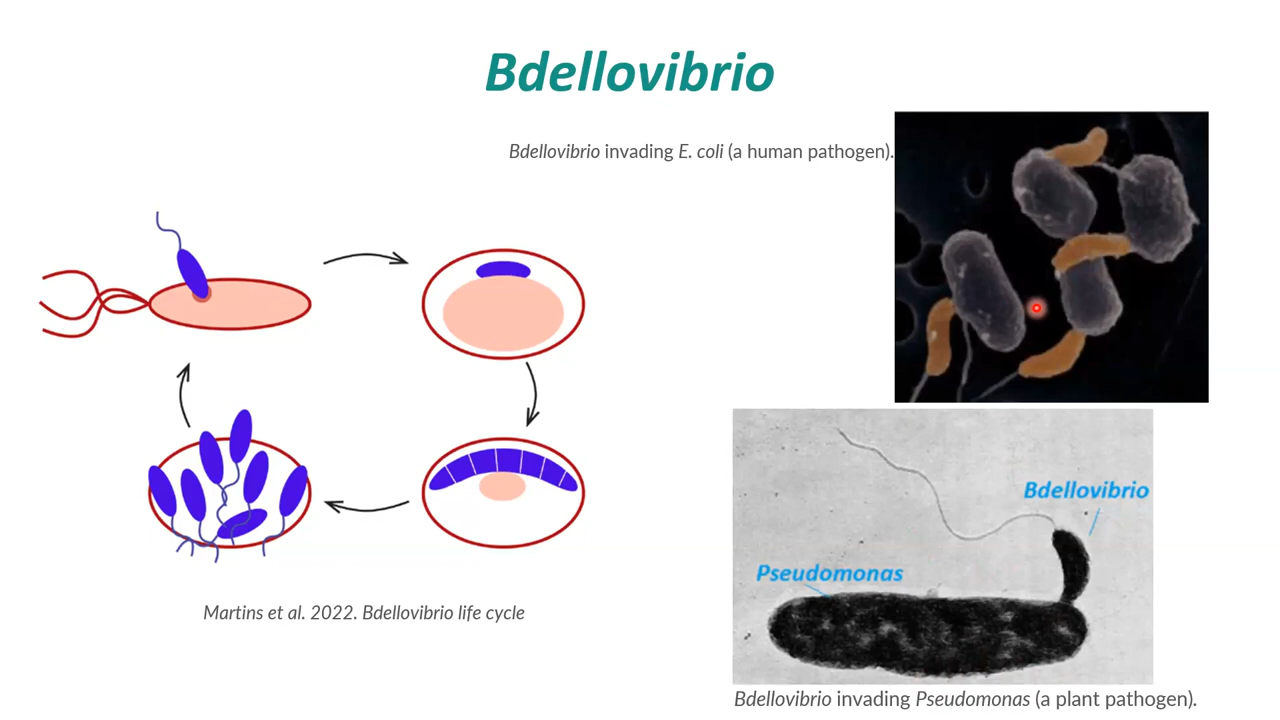 Bdellovibrio
Bdellovibrio invading E. coli (a human pathogen).
Bdellovibrio
Pseudomonas
Martins et al. 2022. Bdellovibrio life cycle
Bdellovibrio invading Pseudomonas (a plant pathogen).